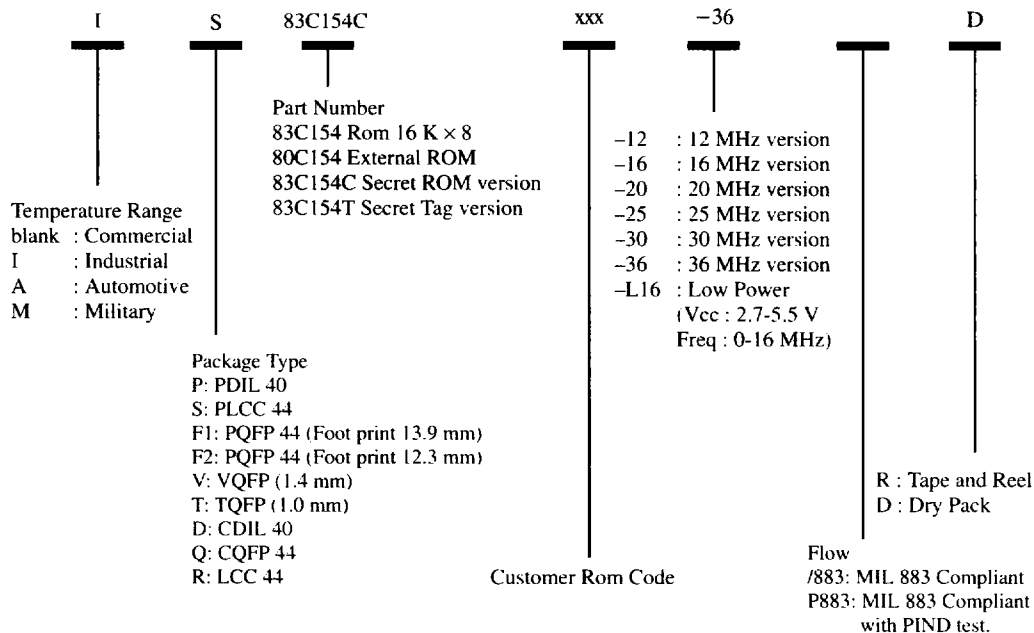 I S 83C154C xxx –36 D
Part Number
83C154 Rom 16 K × 8
80C154 External ROM
83C154C Secret ROM version
83C154T Secret Tag version
–12 : 12 MHz version
–16 : 16 MHz version
–20 : 20 MHz version
–25 : 25 MHz version
–30 : 30 MHz version
–36 : 36 MHz version
–L16 : Low Power
(Vcc : 2.7-5.5 V
Freq : 0-16 MHz)
Temperature Range
blank : Commercial
I : Industrial
A : Automotive
M : Military
Package Type
P: PDIL 40
S: PLCC 44
F1: PQFP 44 (Foot print 13.9 mm)
F2: PQFP 44 (Foot print 12.3 mm)
V: VQFP (1.4 mm)
T: TQFP (1.0 mm)
D: CDIL 40
Q: CQFP 44
R: LCC 44
Customer Rom Code
R : Tape and Reel
D : Dry Pack
Flow
/883: MIL 883 Compliant
P883: MIL 883 Compliant
with PIND test.